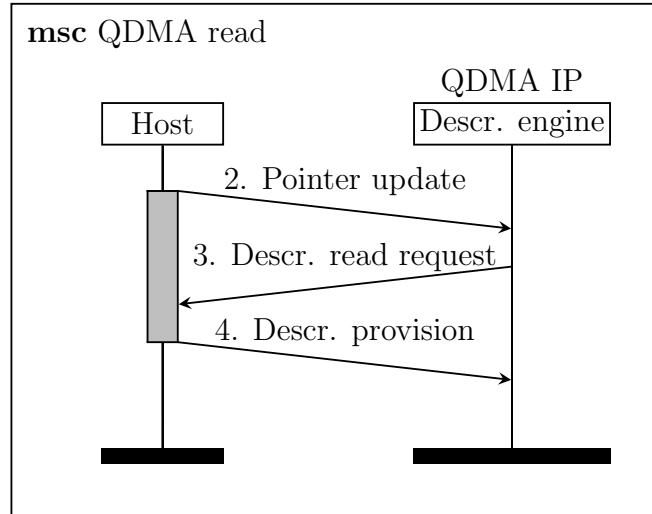 msc QDMA read
QDMA IP
Host
Descr. engine
2. Pointer update
3. Descr. read request
4. Descr. provision